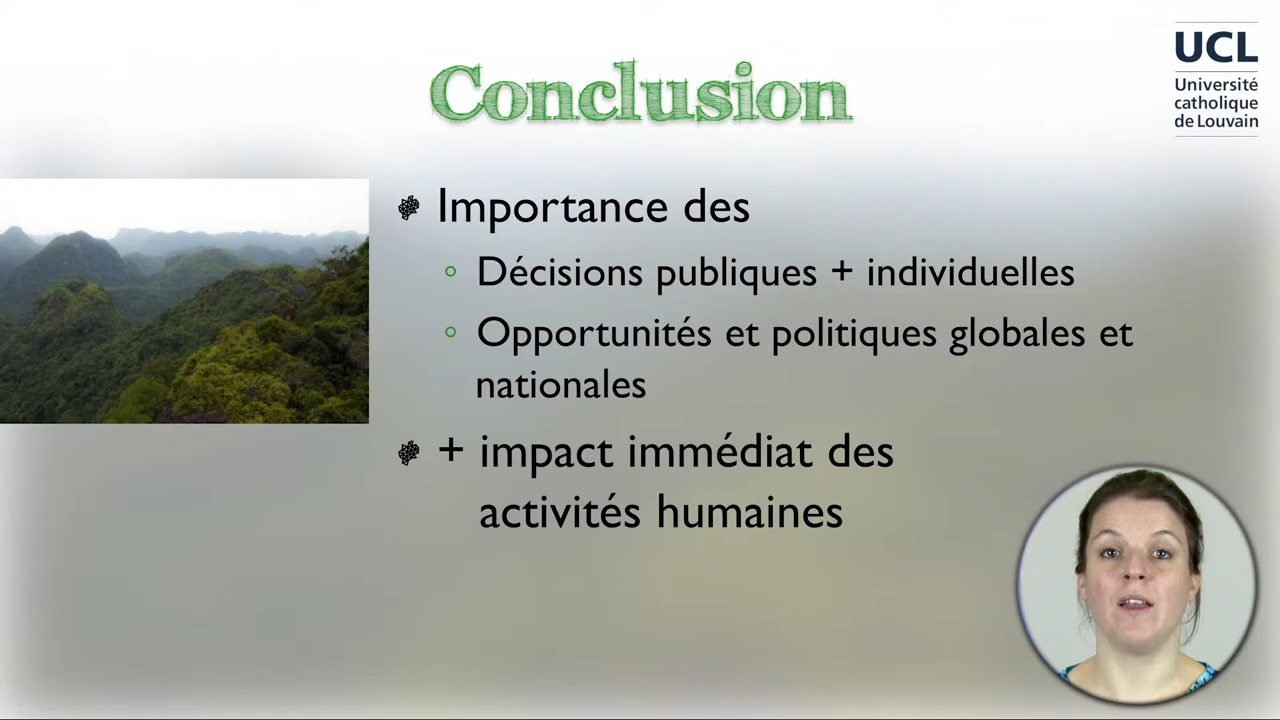 Conclusion
UCL
Université
catholique
de Louvain
Importance des
Décisions publiques + individuelles
Opportunités et politiques globales et
nationales
+ impact immédiat des
activités humaines